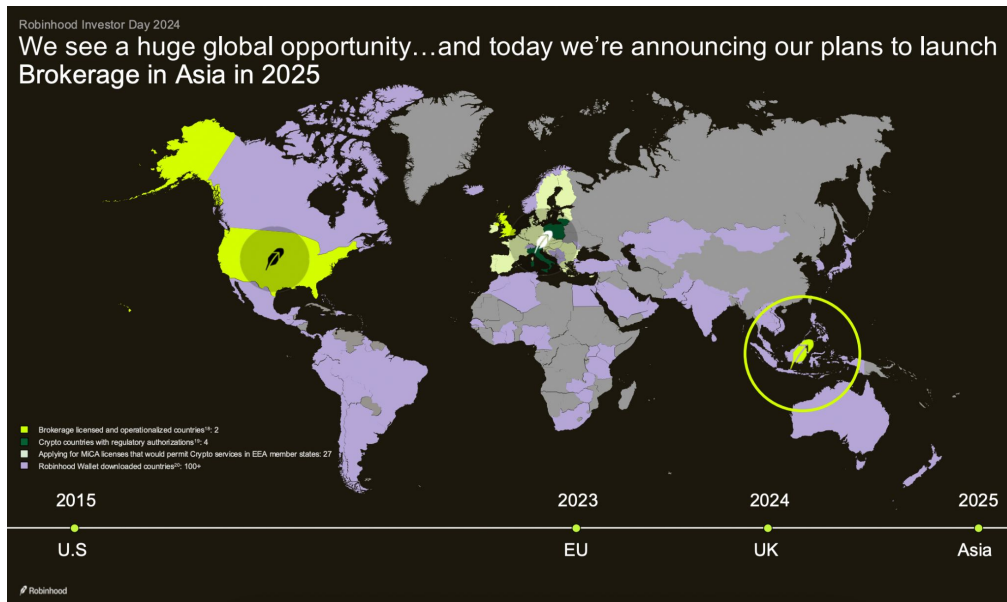 Robinhood Investor Day 2024
We see a huge global opportunity…and today we’re announcing our plans to launch
Brokerage in Asia in 2025
Brokerage licensed and operationalized countries¹⁸: 2
Crypto countries with regulatory authorizations¹⁹: 4
Applying for MiCA licenses that would permit Crypto services in EEA member states: 27
Robinhood Wallet downloaded countries²⁰: 100+
2015
2023
2024
2025
U.S
EU
UK
Asia
Robinhood